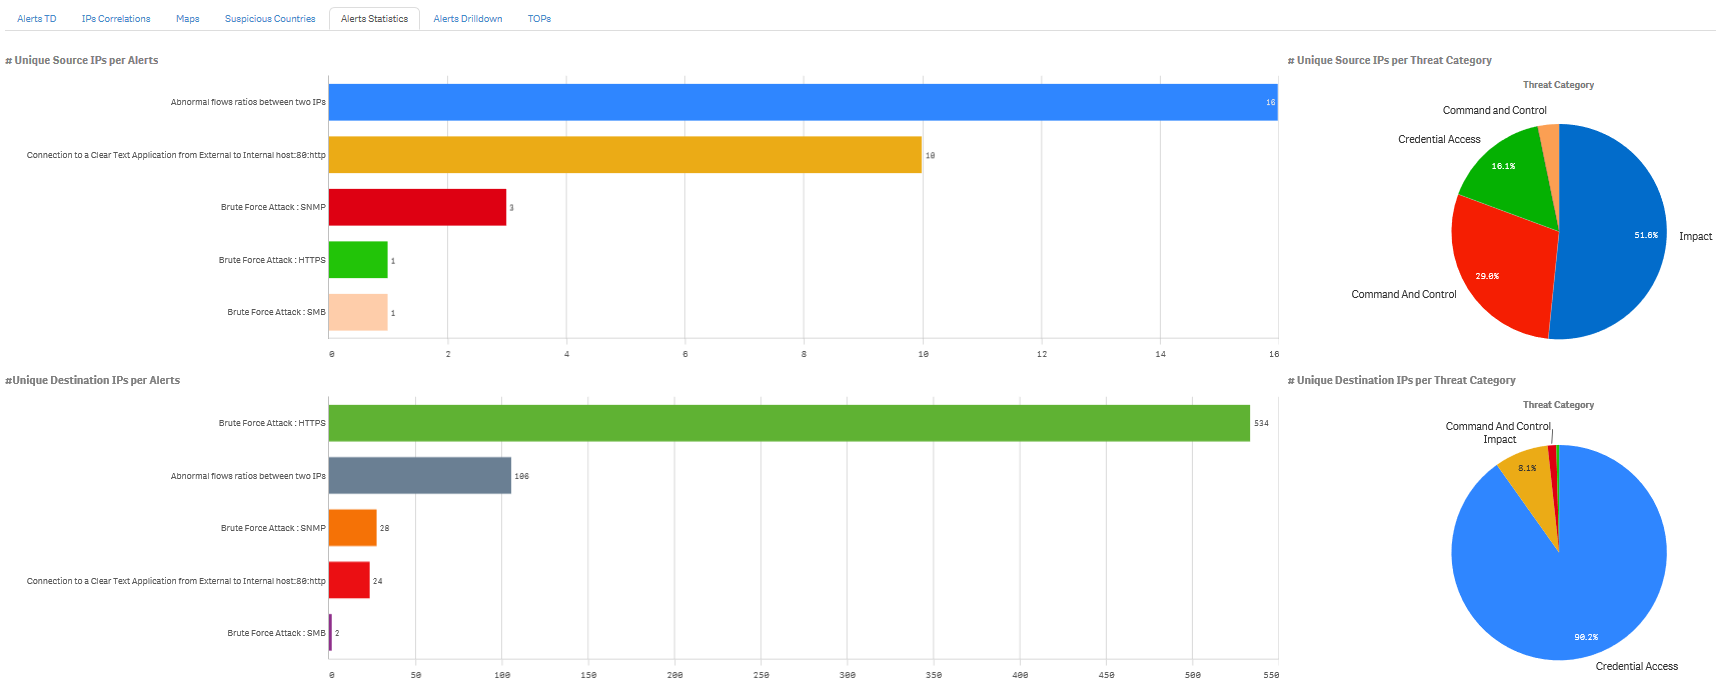 Alerts TD IPs Correlations Maps Suspicious Countries Alerts Statistics Alerts Drilldown TOPs
# Unique Source IPs per Alerts
Abnormal flows ratios between two IPs
16
Connection to a Clear Text Application from External to Internal host:80:http
10
Brute Force Attack : SNMP
3
Brute Force Attack : HTTPS
1
Brute Force Attack : SMB
1
0 2 4 6 8 10 12 14 16
# Unique Source IPs per Threat Category
Threat Category
Command and Control
Credential Access
16.1%
51.6%
Impact
29.0%
Command And Control
#Unique Destination IPs per Alerts
Brute Force Attack : HTTPS
534
Abnormal flows ratios between two IPs
106
Brute Force Attack : SNMP
28
Connection to a Clear Text Application from External to Internal host:80:http
24
Brute Force Attack : SMB
2
0 50 100 150 200 250 300 350 400 450 500 550
# Unique Destination IPs per Threat Category
Threat Category
Command And Control
Impact
8.1%
90.2%
Credential Access